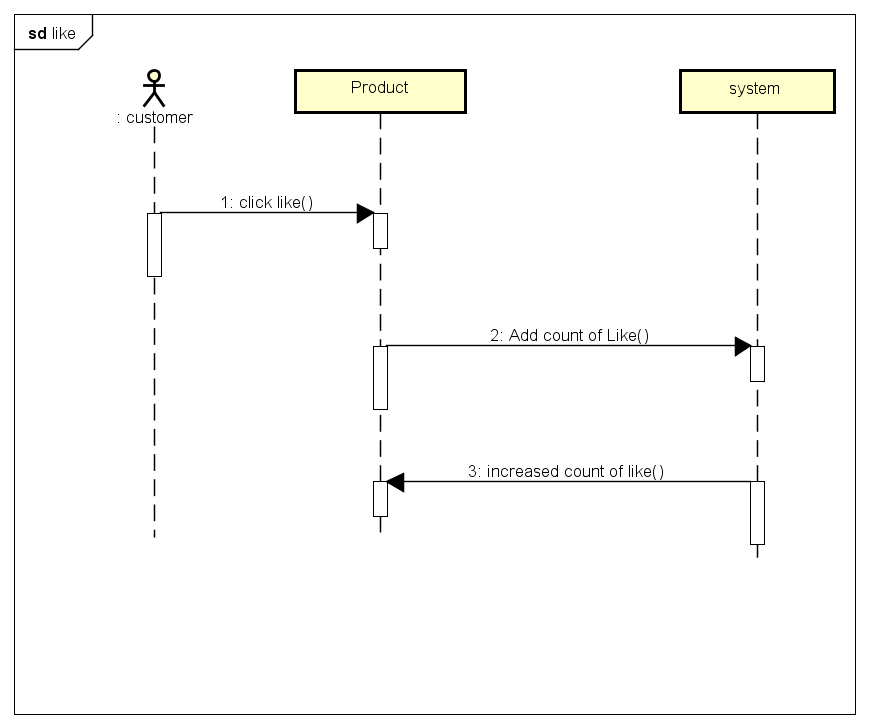 sd like
: customer
Product
system
1: click like()
2: Add count of Like()
3: increased count of like()